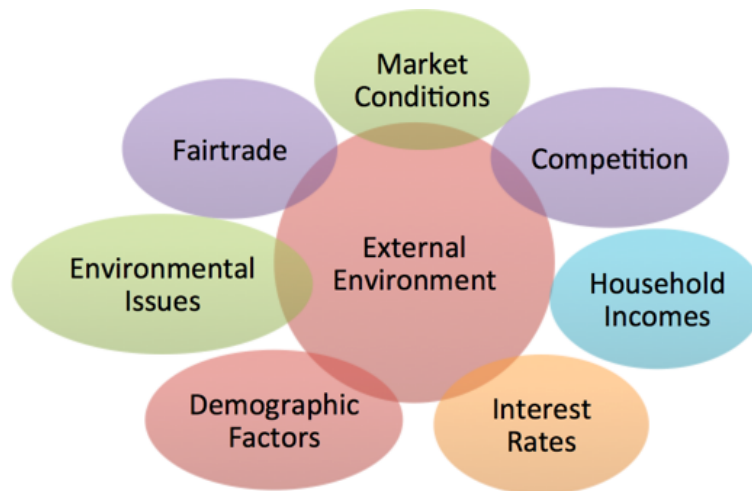 Market
Conditions
Fairtrade
Competition
External
Environment
Environmental
Issues
Household
Incomes
Demographic
Factors
Interest
Rates